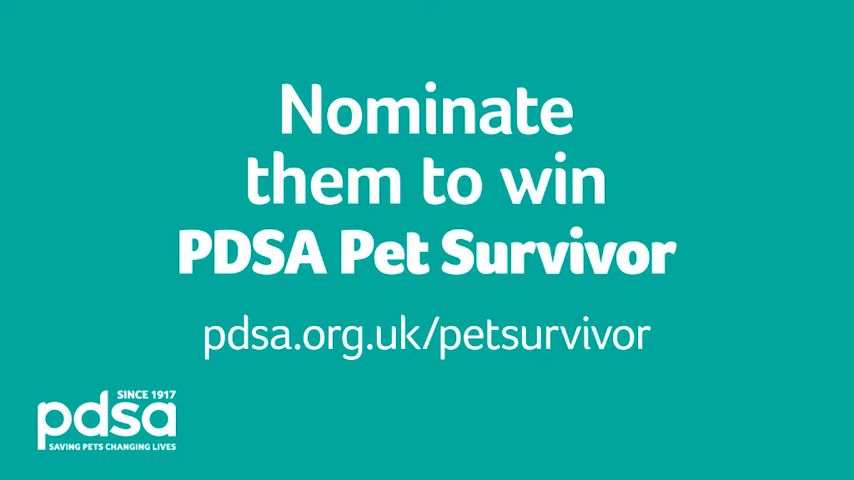 Nominate
them to win
PDSA Pet Survivor
pdsa.org.uk/petsurvivor
SINCE 1917
pdsa
SAVING PETS CHANGING LIVES